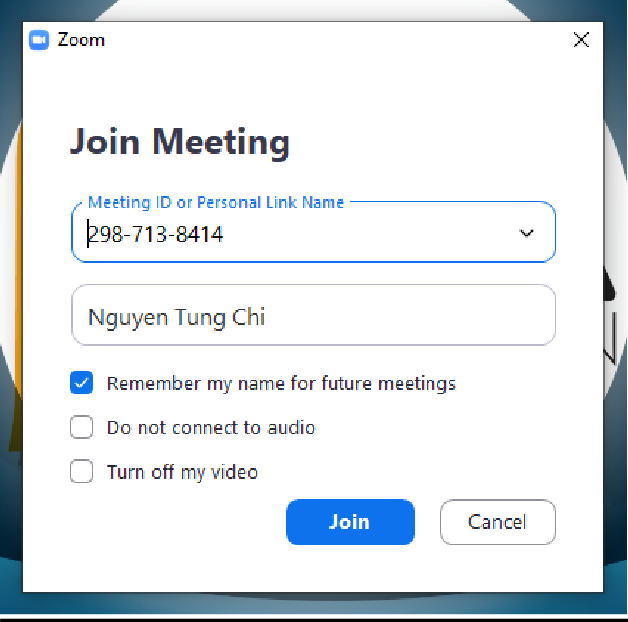 Zoom
Join Meeting
Meeting ID or Personal Link Name
298-713-8414
Nguyen Tung Chi
Remember my name for future meetings
Do not connect to audio
Turn off my video
Join
Cancel